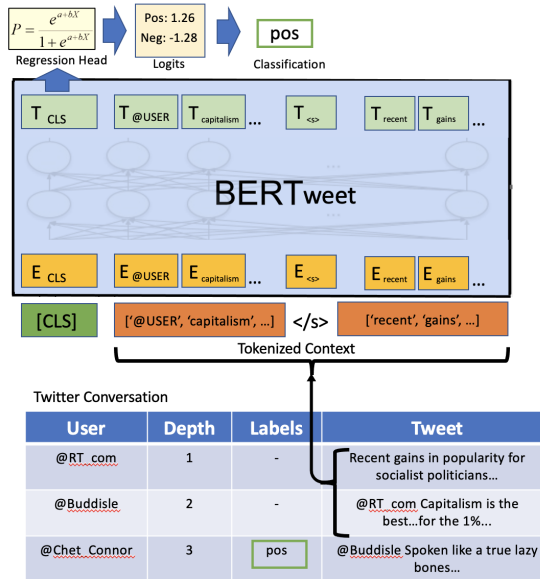 P = e^{a+bX} / 1 + e^{a+bX}
Pos: 1.26
Neg: -1.28
pos
Regression Head
Logits
Classification
T CLS
T @USER
T capitalism ...
T <s>
T recent
T gains ...
...
...
BERTweet
E CLS
E @USER
E capitalism ...
E <s>
E recent
E gains ...
[CLS]
['@USER', 'capitalism', ...]
</s>
['recent', 'gains', ...]
Tokenized Context
Twitter Conversation
User Depth Labels Tweet
@RT_com 1 - Recent gains in popularity for
socialist politicians...
@Buddisle 2 - @RT_com Capitalism is the
best...for the 1%...
@Chet_Connor 3 pos @Buddisle Spoken like a true lazy
bones...